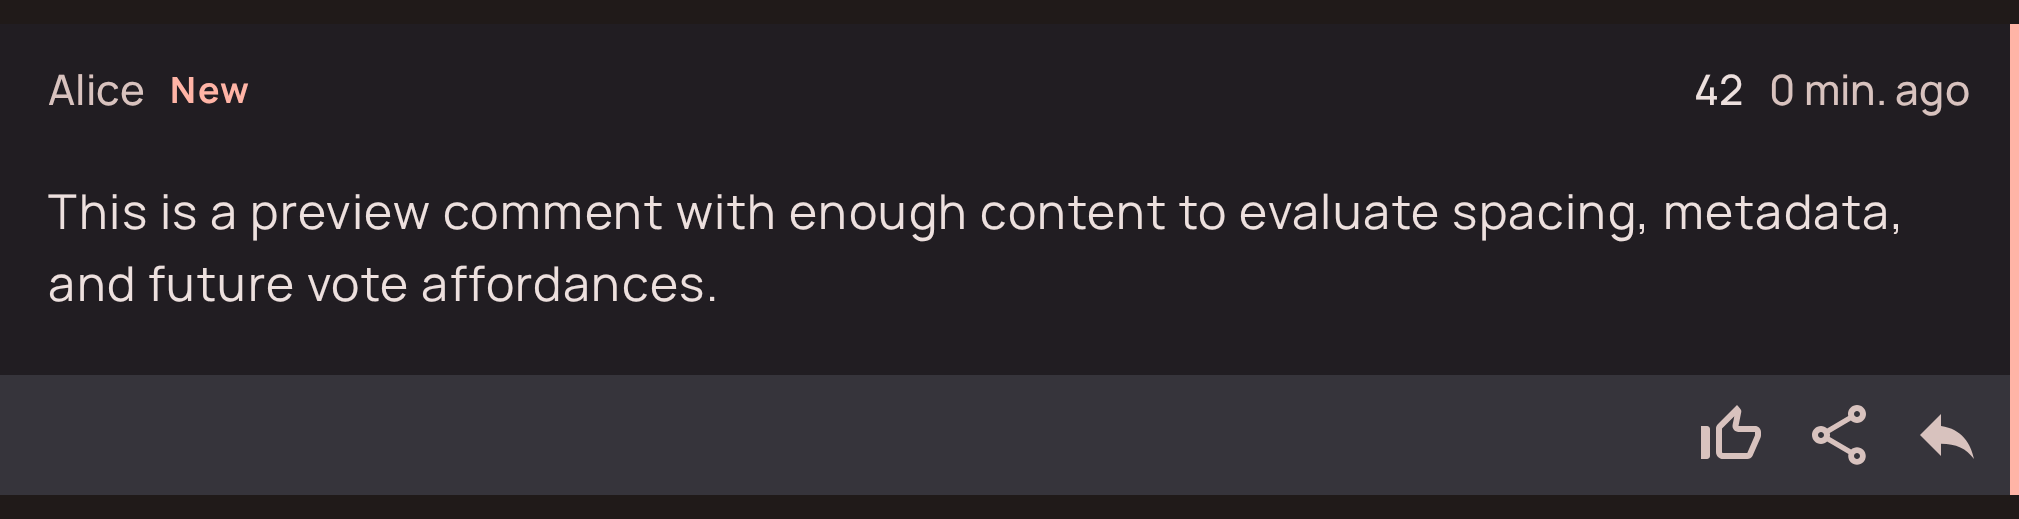 Alice New 42 0 min. ago
This is a preview comment with enough content to evaluate spacing, metadata,
and future vote affordances.